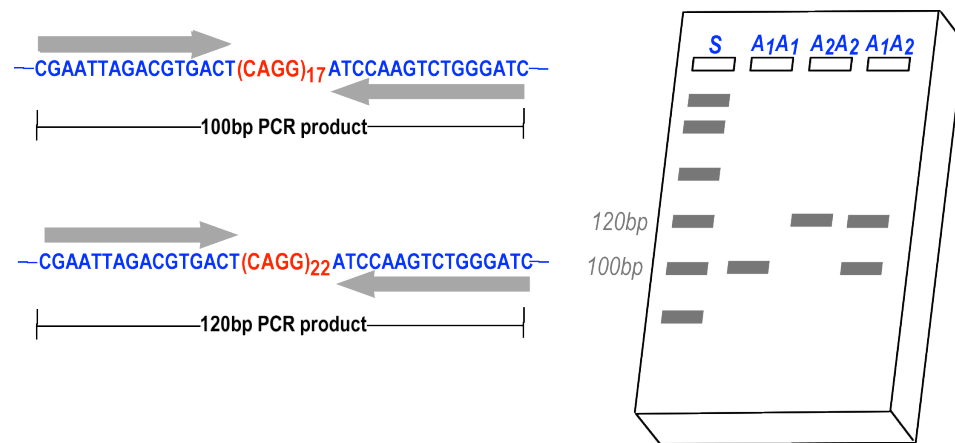 CGAATTAGACGTGACT(CAGG)17ATCCAAGTCTGGGATC
100bp PCR product
CGAATTAGACGTGACT(CAGG)22ATCCAAGTCTGGGATC
120bp PCR product
S A1A1 A2A2 A1A2
120bp
100bp